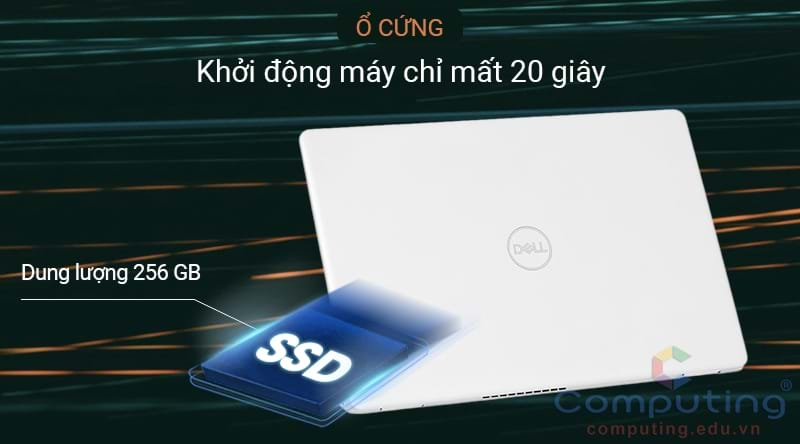 Ổ CỨNG
Khởi động máy chỉ mất 20 giây
DELL
Dung lượng 256 GB
SSD
Computing®
computing.edu.vn